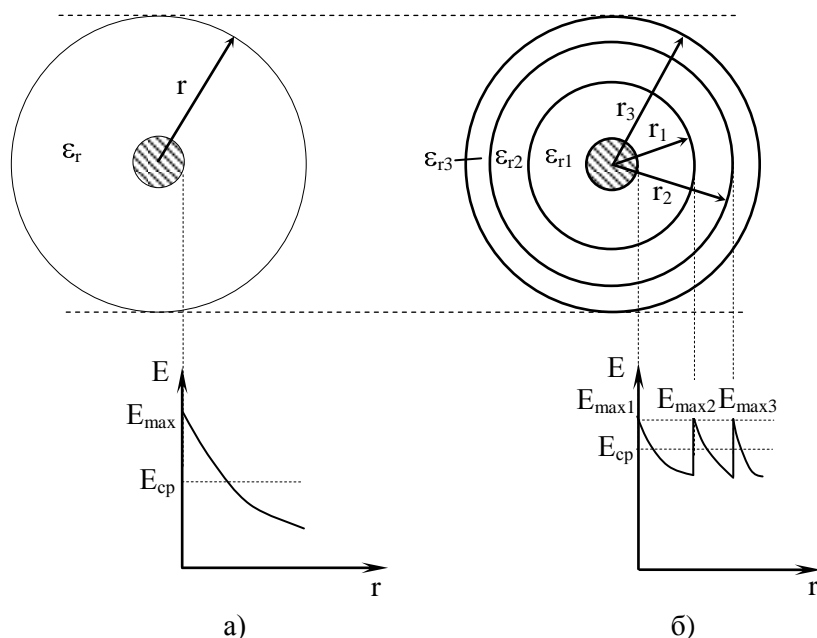 r
εr
r3
r1
εr3
εr2
εr1
r2
E
Emax
Eср
r
E
Emax1 Emax2 Emax3
Eср
r
а) б)